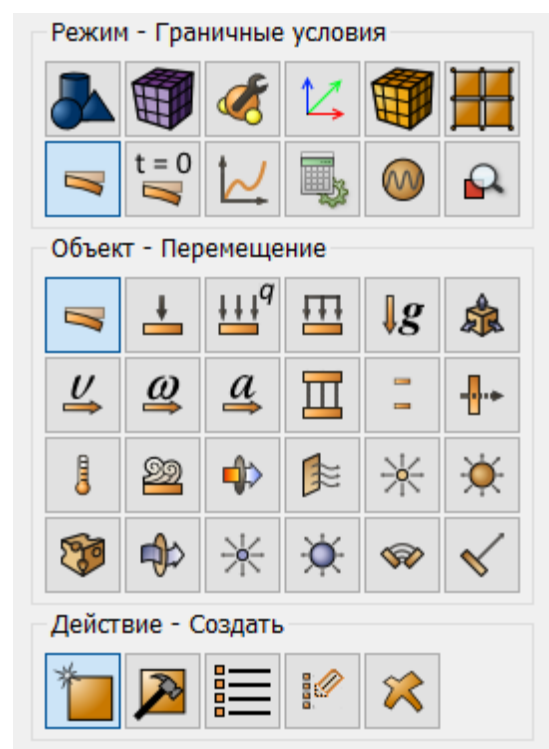 Режим - Граничные условия
t = 0
Объект - Перемещение
q
g
υ ω a
Действие - Создать